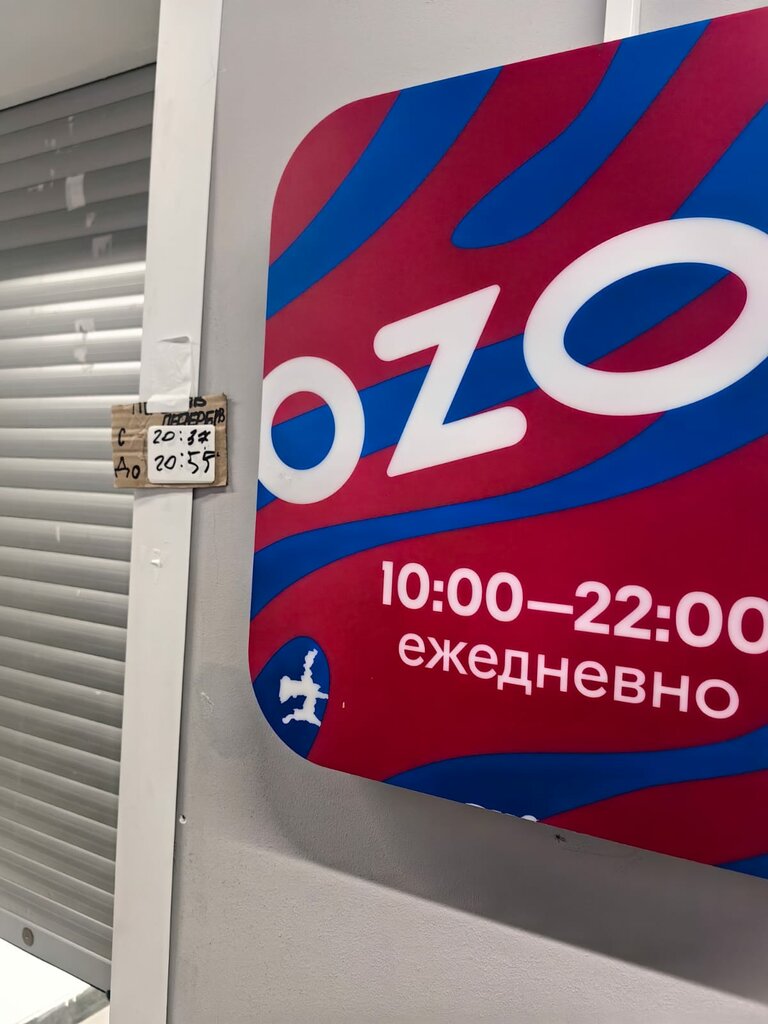 ПЕРЕРЫВ
С 20:37
До 20:55
OZO
10:00—22:00
ежедневно